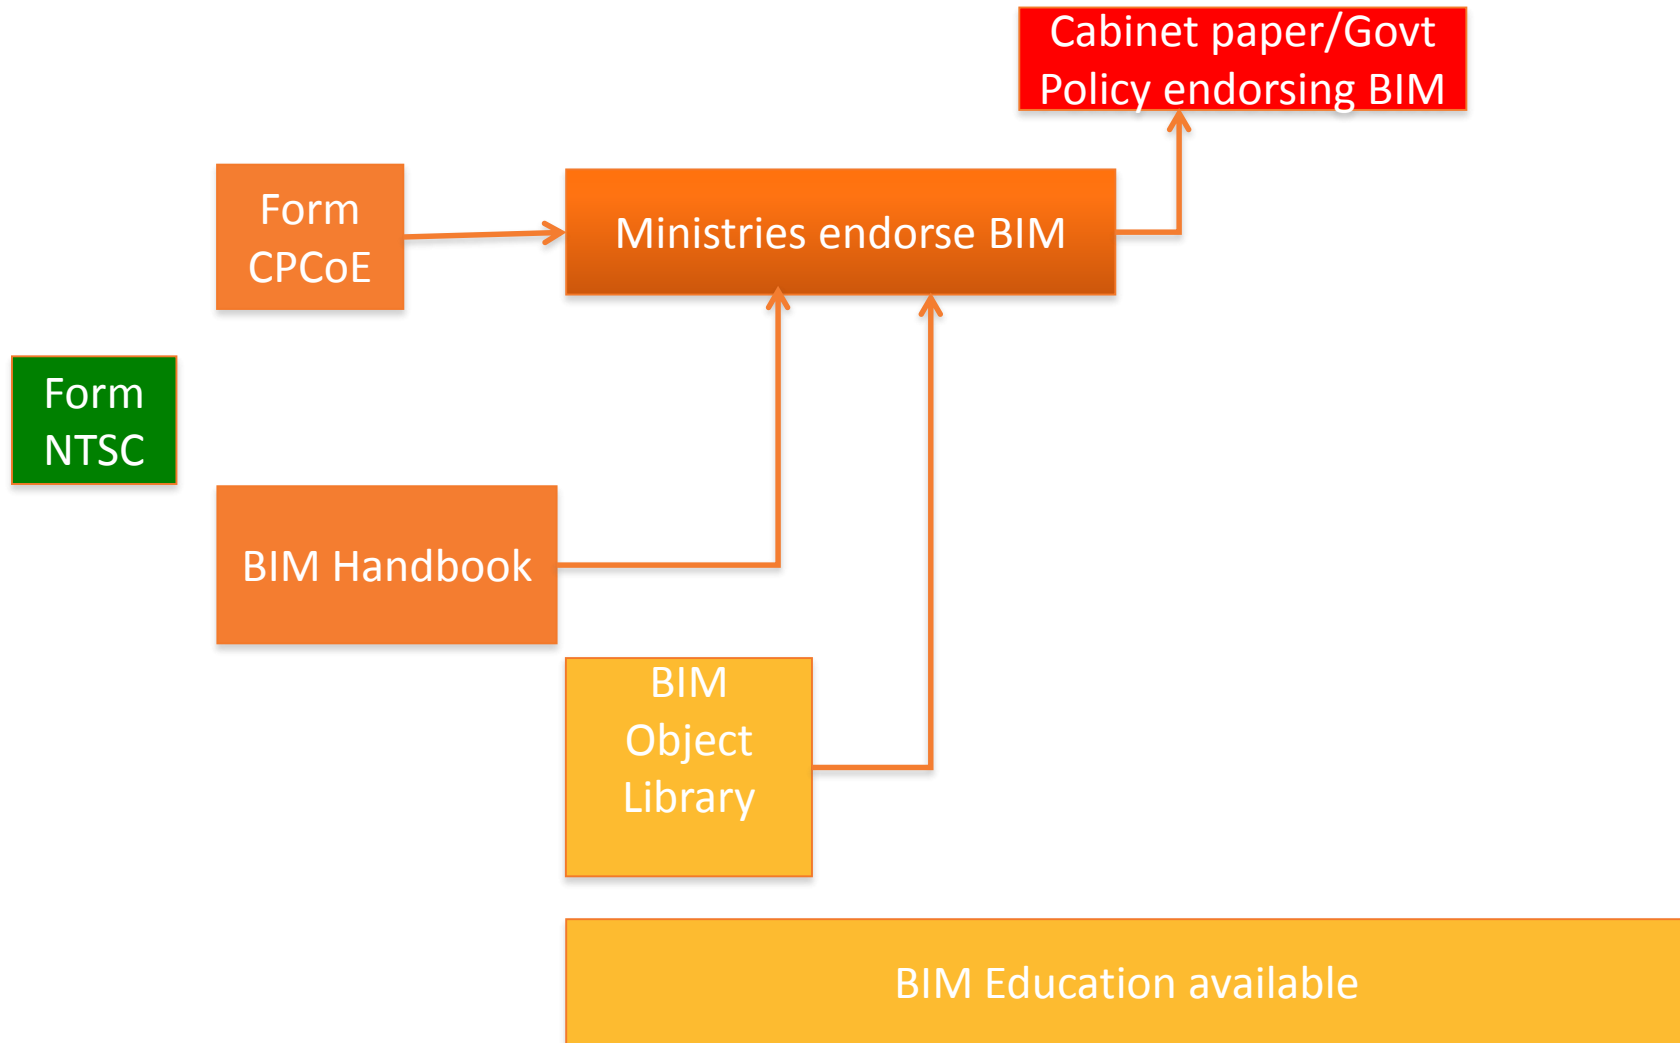 Cabinet paper/Govt
Policy endorsing BIM
Form
CPCoE
Ministries endorse BIM
Form
NTSC
BIM Handbook
BIM
Object
Library
BIM Education available